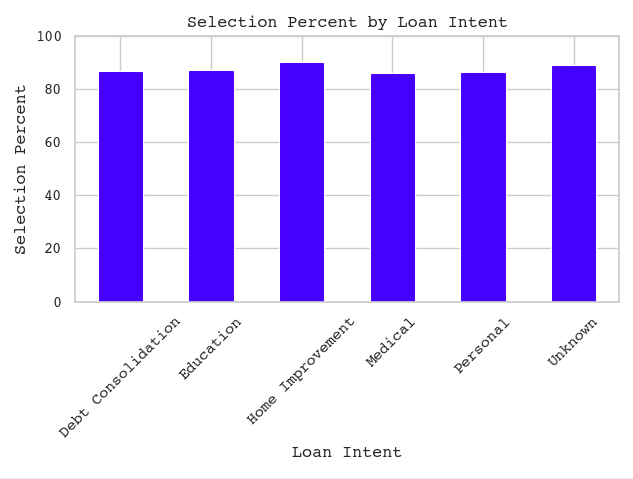 Selection Percent by Loan Intent
100
80
60
40
20
0
Selection Percent
Debt Consolidation
Education
Home Improvement
Medical
Personal
Unknown
Loan Intent